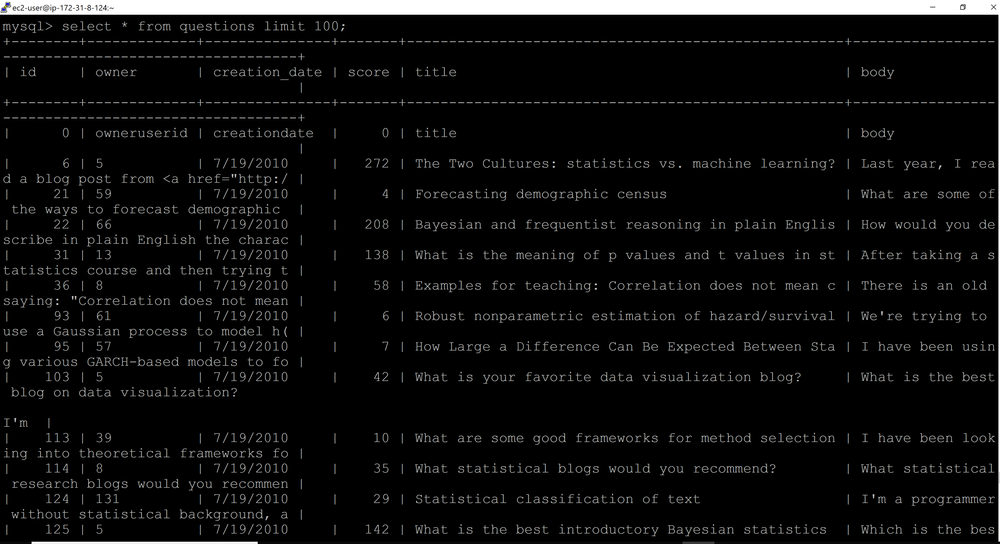 ec2-user@ip-172-31-8-124:~
mysql> select * from questions limit 100;
+--------+-------------+---------------+-------+----------------------------------------------------+-----------------
-----------------------------------+
| id     | owner       | creation_date | score | title                                              | body
                                   |
+--------+-------------+---------------+-------+----------------------------------------------------+-----------------
-----------------------------------+
|      0 | owneruserid | creationdate  |     0 | title                                              | body
                                   |
|      6 | 5           | 7/19/2010     |   272 | The Two Cultures: statistics vs. machine learning? | Last year, I rea
d a blog post from <a href="http:/ |
|     21 | 59          | 7/19/2010     |     4 | Forecasting demographic census                     | What are some of
 the ways to forecast demographic  |
|     22 | 66          | 7/19/2010     |   208 | Bayesian and frequentist reasoning in plain Englis | How would you de
scribe in plain English the charac |
|     31 | 13          | 7/19/2010     |   138 | What is the meaning of p values and t values in st | After taking a s
tatistics course and then trying t |
|     36 | 8           | 7/19/2010     |    58 | Examples for teaching: Correlation does not mean c | There is an old
saying: "Correlation does not mean |
|     93 | 61          | 7/19/2010     |     6 | Robust nonparametric estimation of hazard/survival | We're trying to
use a Gaussian process to model h( |
|     95 | 57          | 7/19/2010     |     7 | How Large a Difference Can Be Expected Between Sta | I have been usin
g various GARCH-based models to fo |
|    103 | 5           | 7/19/2010     |    42 | What is your favorite data visualization blog?     | What is the best
 blog on data visualization?

I'm  |
|    113 | 39          | 7/19/2010     |    10 | What are some good frameworks for method selection | I have been look
ing into theoretical frameworks fo |
|    114 | 8           | 7/19/2010     |    35 | What statistical blogs would you recommend?        | What statistical
 research blogs would you recommen |
|    124 | 131         | 7/19/2010     |    29 | Statistical classification of text                 | I'm a programmer
 without statistical background, a |
|    125 | 5           | 7/19/2010     |   142 | What is the best introductory Bayesian statistics  | Which is the bes